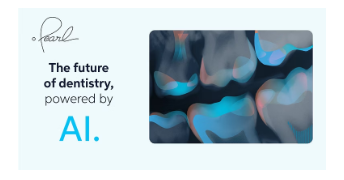 Pearl
The future
of dentistry,
powered by
AI.